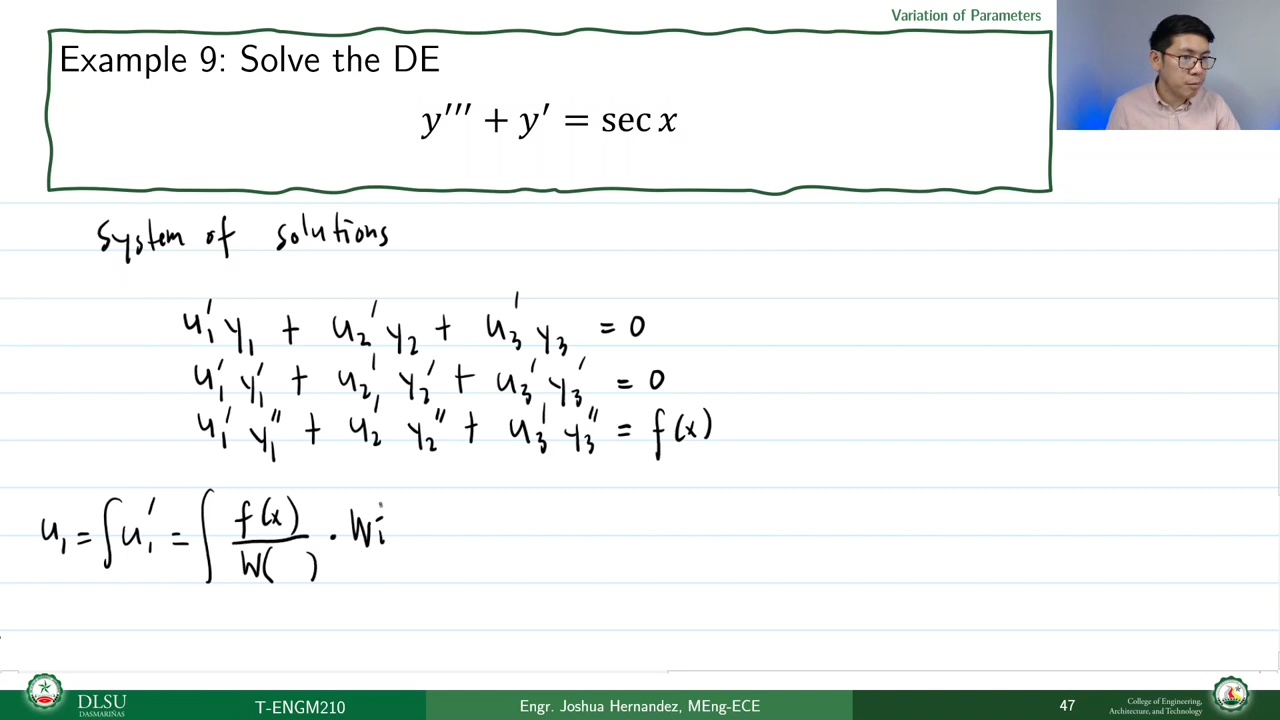 Variation of Parameters
Example 9: Solve the DE
y′′′ + y′ = sec x
System of solutions
u₁′ y₁ + u₂′ y₂ + u₃′ y₃ = 0
u₁′ y₁′ + u₂′ y₂′ + u₃′ y₃′ = 0
u₁′ y₁″ + u₂′ y₂″ + u₃′ y₃″ = f(x)
u₁ = ∫ u₁′ = ∫ f(x) / W( ) · Wi
DLSU
DASMARIÑAS
T-ENGM210
Engr. Joshua Hernandez, MEng-ECE
47
College of Engineering,
Architecture, and Technology